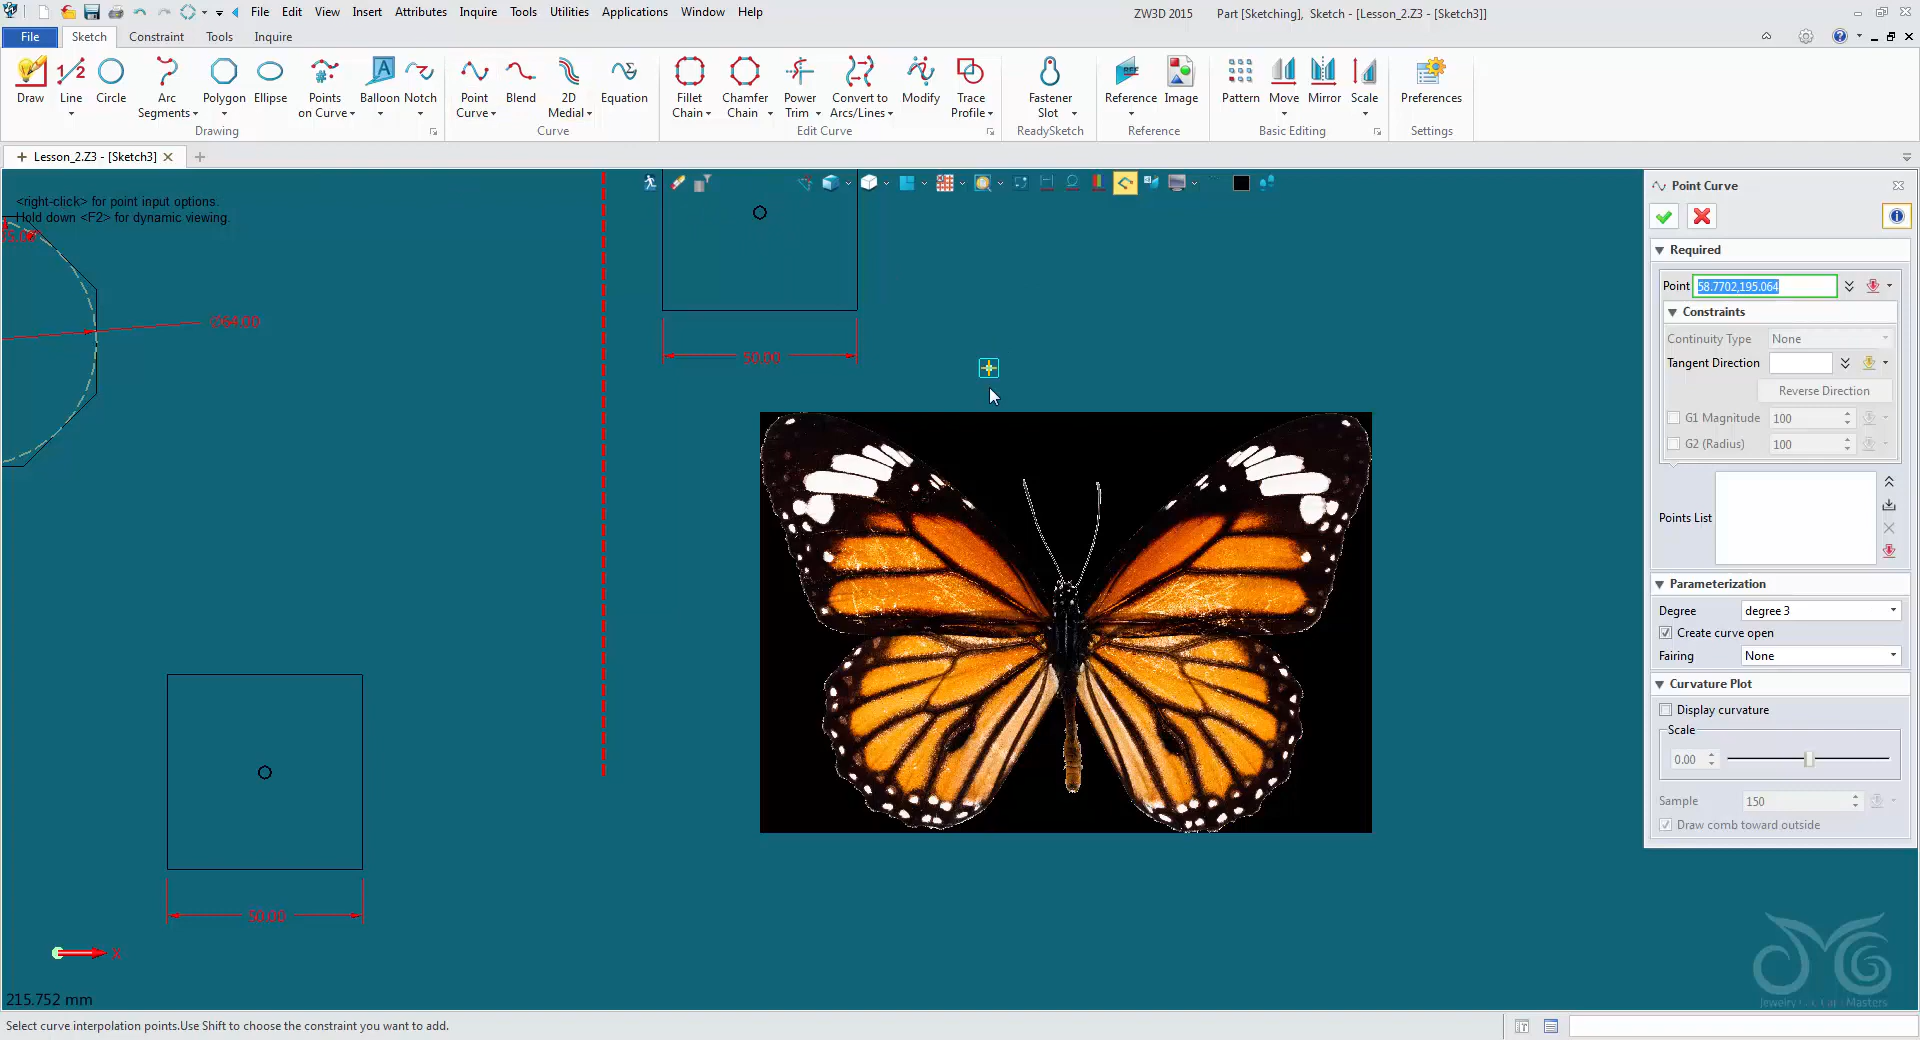 File Edit View Insert Attributes Inquire Tools Utilities Applications Window Help
ZW3D 2015 Part [Sketching], Sketch - [Lesson_2.Z3 - [Sketch3]]
File Sketch Constraint Tools Inquire
Draw
Line
Circle
Arc
Segments
Polygon
Ellipse
Points
on Curve
Balloon
Notch
Drawing
Point
Curve
Blend
2D
Medial
Equation
Curve
Fillet
Chain
Chamfer
Chain
Power
Trim
Convert to
Arcs/Lines
Modify
Trace
Profile
Edit Curve
Fastener
Slot
ReadySketch
Reference
Image
Reference
Pattern
Move
Mirror
Scale
Basic Editing
Preferences
Settings
Lesson_2.Z3 - [Sketch3]
<right-click> for point input options.
Hold down <F2> for dynamic viewing.
Ø64.00
50.00
50.00
X
215.752 mm
Point Curve
Required
Point 58.7702,195.064
Constraints
Continuity Type None
Tangent Direction
Reverse Direction
G1 Magnitude 100
G2 (Radius) 100
Points List
Parameterization
Degree degree 3
Create curve open
Fairing None
Curvature Plot
Display curvature
Scale
0.00
Sample 150
Draw comb toward outside
Select curve interpolation points.Use Shift to choose the constraint you want to add.